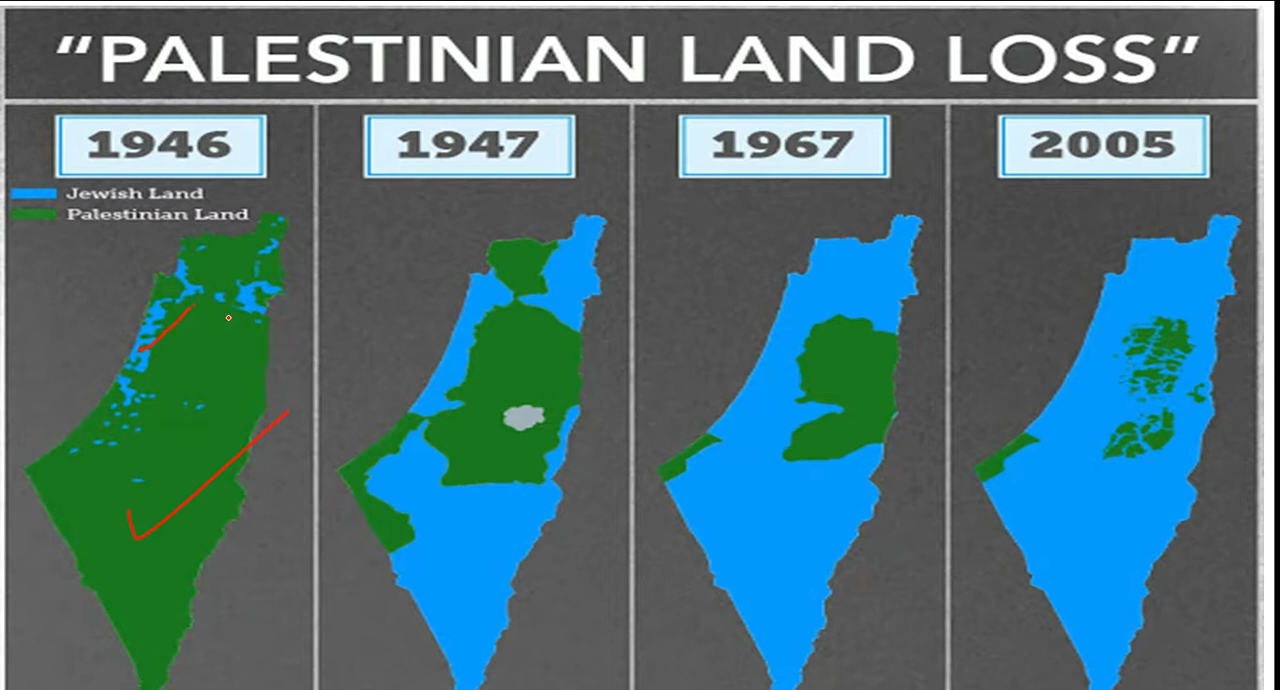 “PALESTINIAN LAND LOSS”
1946
1947
1967
2005
Jewish Land
Palestinian Land